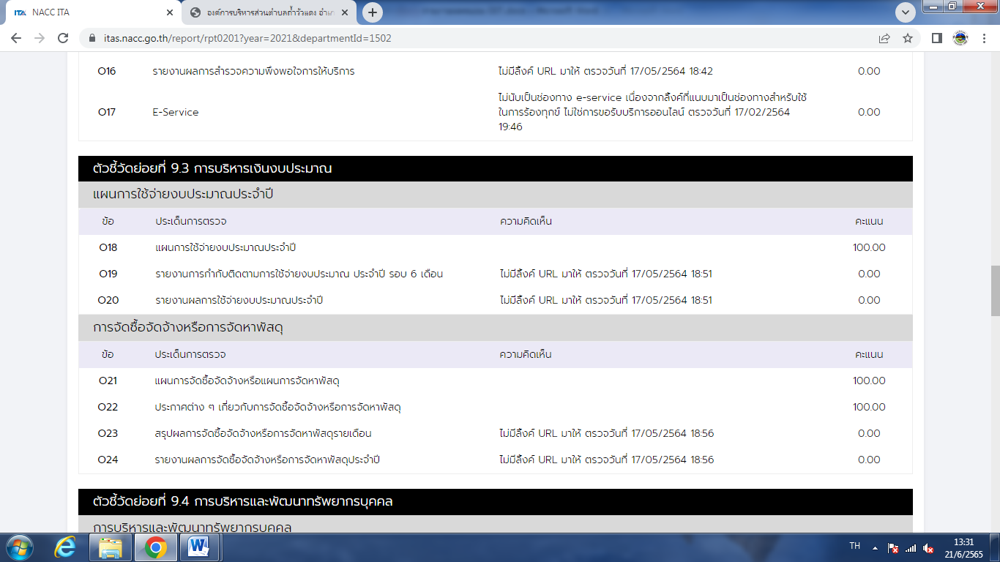 NACC ITA
องค์การบริหารส่วนตำบลถ้ำวัวแดง อำเภ
itas.nacc.go.th/report/rpt0201?year=2021&departmentId=1502
O16 รายงานผลการสำรวจความพึงพอใจการให้บริการ ไม่มีลิ้งค์ URL มาให้ ตรวจวันที่ 17/05/2564 18:42 0.00
ไม่นับเป็นช่องทาง e-service เนื่องจากลิ้งค์ที่แนบมาเป็นช่องทางสำหรับใช้
O17 E-Service ในการร้องทุกข์ ไม่ใช่การขอรับบริการออนไลน์ ตรวจวันที่ 17/02/2564 0.00
19:46
ตัวชี้วัดย่อยที่ 9.3 การบริหารเงินงบประมาณ
แผนการใช้จ่ายงบประมาณประจำปี
ข้อ ประเด็นการตรวจ ความคิดเห็น คะแนน
O18 แผนการใช้จ่ายงบประมาณประจำปี 100.00
O19 รายงานการกำกับติดตามการใช้จ่ายงบประมาณ ประจำปี รอบ 6 เดือน ไม่มีลิ้งค์ URL มาให้ ตรวจวันที่ 17/05/2564 18:51 0.00
O20 รายงานผลการใช้จ่ายงบประมาณประจำปี ไม่มีลิ้งค์ URL มาให้ ตรวจวันที่ 17/05/2564 18:51 0.00
การจัดซื้อจัดจ้างหรือการจัดหาพัสดุ
ข้อ ประเด็นการตรวจ ความคิดเห็น คะแนน
O21 แผนการจัดซื้อจัดจ้างหรือแผนการจัดหาพัสดุ 100.00
O22 ประกาศต่าง ๆ เกี่ยวกับการจัดซื้อจัดจ้างหรือการจัดหาพัสดุ 100.00
O23 สรุปผลการจัดซื้อจัดจ้างหรือการจัดหาพัสดุรายเดือน ไม่มีลิ้งค์ URL มาให้ ตรวจวันที่ 17/05/2564 18:56 0.00
O24 รายงานผลการจัดซื้อจัดจ้างหรือการจัดหาพัสดุประจำปี ไม่มีลิ้งค์ URL มาให้ ตรวจวันที่ 17/05/2564 18:56 0.00
ตัวชี้วัดย่อยที่ 9.4 การบริหารและพัฒนาทรัพยากรบุคคล
การบริหารและพัฒนาทรัพยากรบุคคล
TH 13:31
21/6/2565